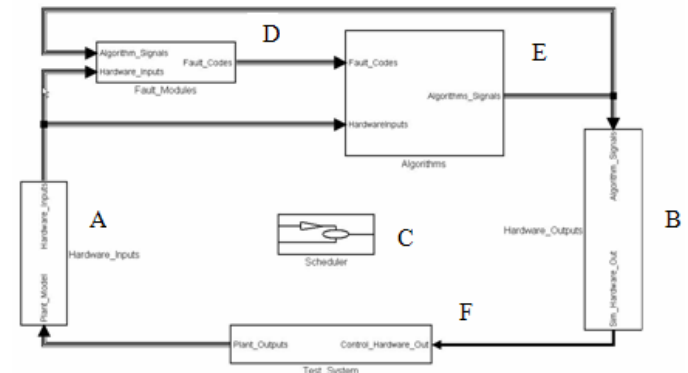 D
Algorithm_Signals
Hardware_Inputs
Fault_Codes
Fault_Modules
E
Fault_Codes
Algorithms_Signals
HardwareInputs
Algorithms
A
Hardware_Inputs
Plant_Model
Hardware_Inputs
C
Scheduler
B
Algorithm_Signals
Hardware_Outputs
Sim_Hardware_Out
F
Plant_Outputs
Control_Hardware_Out
Test_System